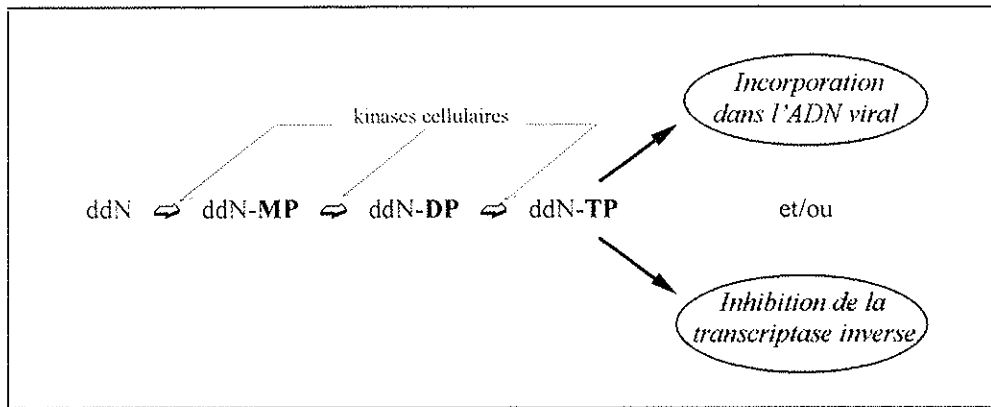 Incorporation
dans l'ADN viral
kinases cellulaires
ddN ➩ ddN-MP ➩ ddN-DP ➩ ddN-TP
et/ou
Inhibition de la
transcriptase inverse